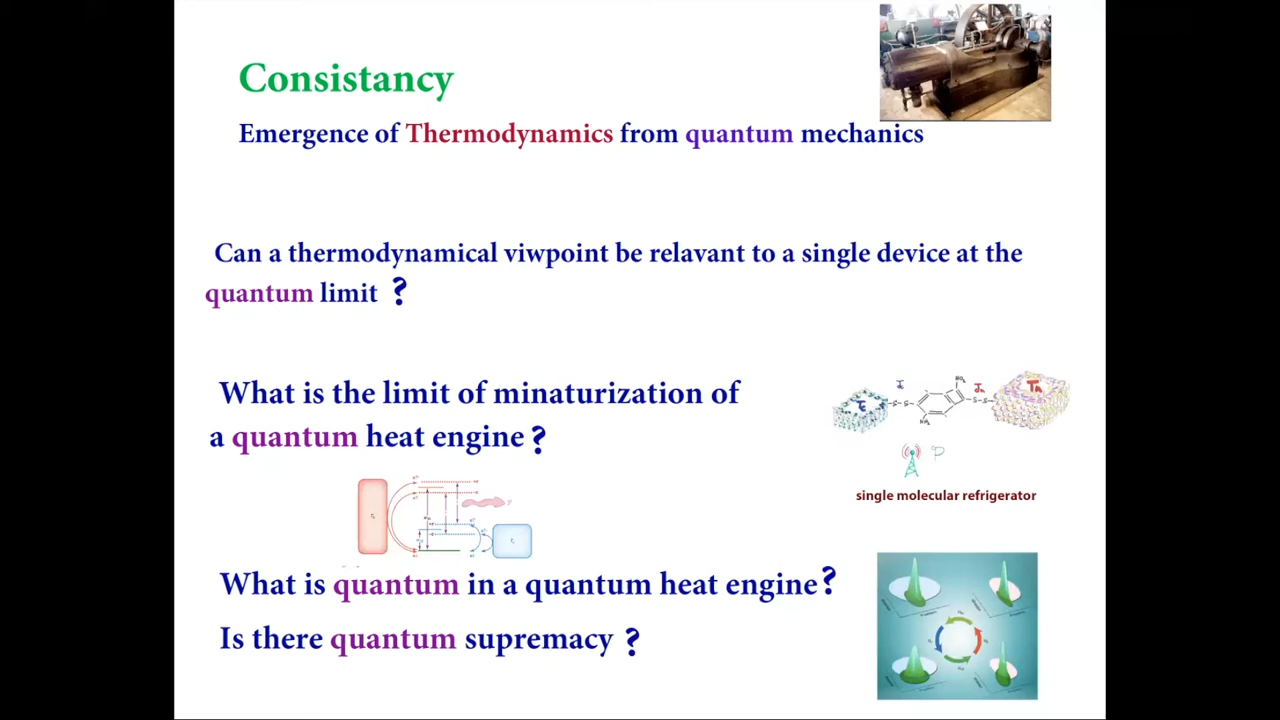 Consistancy
Emergence of Thermodynamics from quantum mechanics
Can a thermodynamical viwpoint be relavant to a single device at the
quantum limit ?
What is the limit of minaturization of
a quantum heat engine ?
single molecular refrigerator
What is quantum in a quantum heat engine ?
Is there quantum supremacy ?